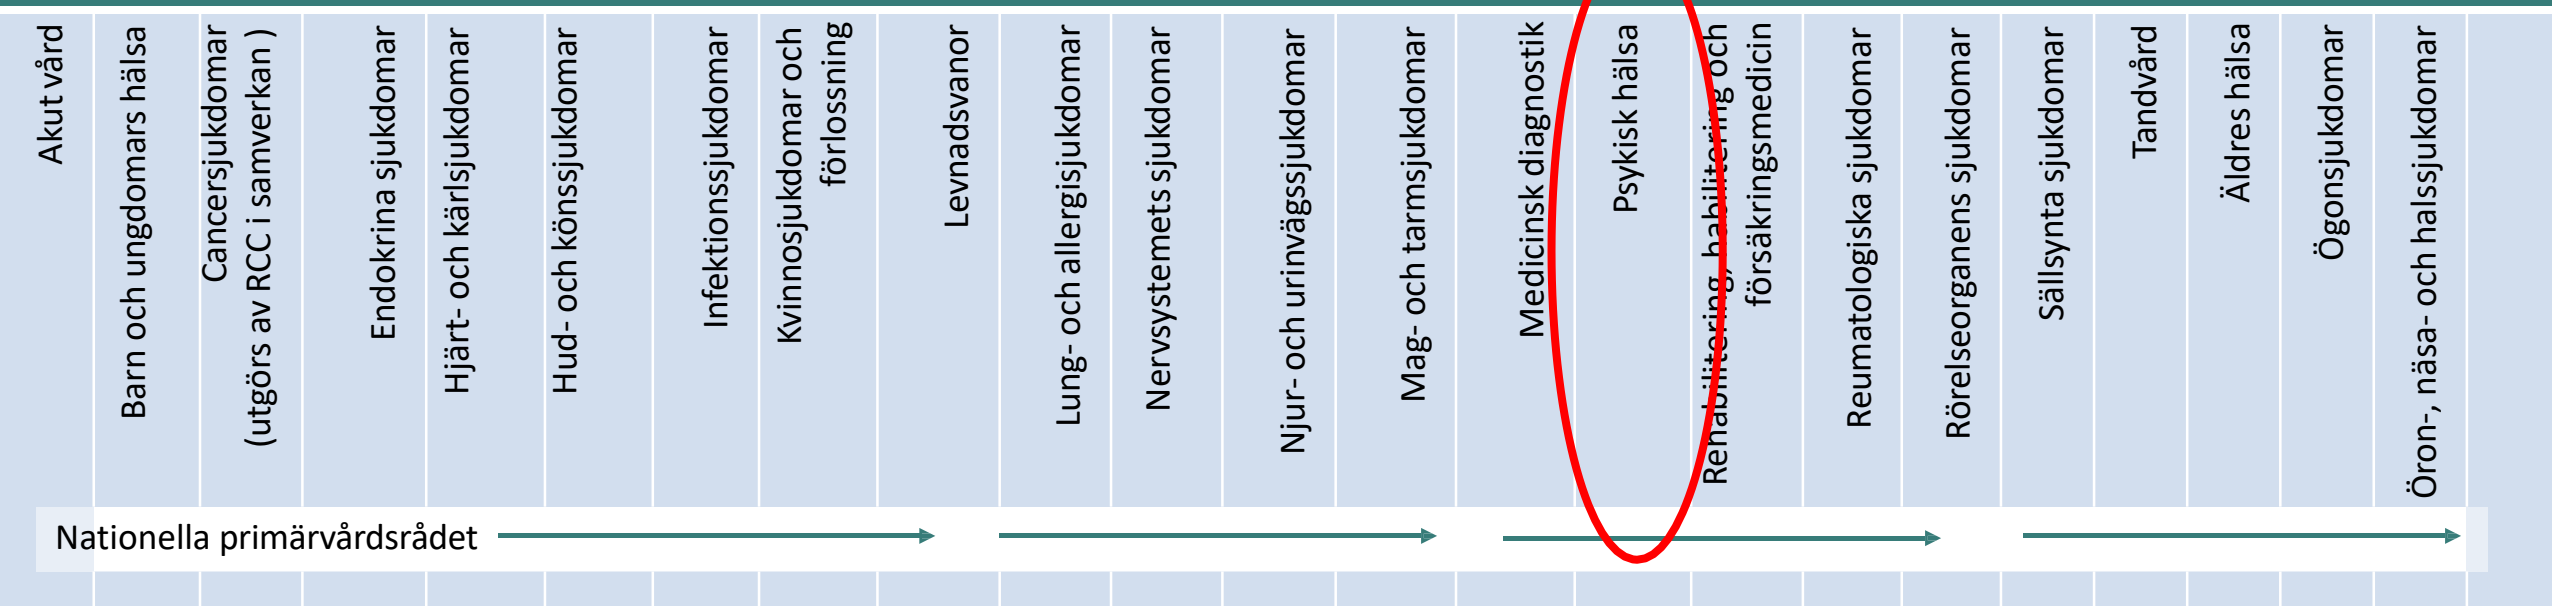 Akut vård
Barn och ungdomars hälsa
Cancersjukdomar
(utgörs av RCC i samverkan )
Endokrina sjukdomar
Hjärt- och kärlsjukdomar
Hud- och könssjukdomar
Infektionssjukdomar
Kvinnosjukdomar och
förlossning
Levnadsvanor
Lung- och allergisjukdomar
Nervsystemets sjukdomar
Njur- och urinvägssjukdomar
Mag- och tarmsjukdomar
Medicinsk diagnostik
Psykisk hälsa
Rehabilitering, habilitering och
försäkringsmedicin
Reumatologiska sjukdomar
Rörelseorganens sjukdomar
Sällsynta sjukdomar
Tandvård
Äldres hälsa
Ögonsjukdomar
Öron-, näsa- och halssjukdomar
Nationella primärvårdsrådet